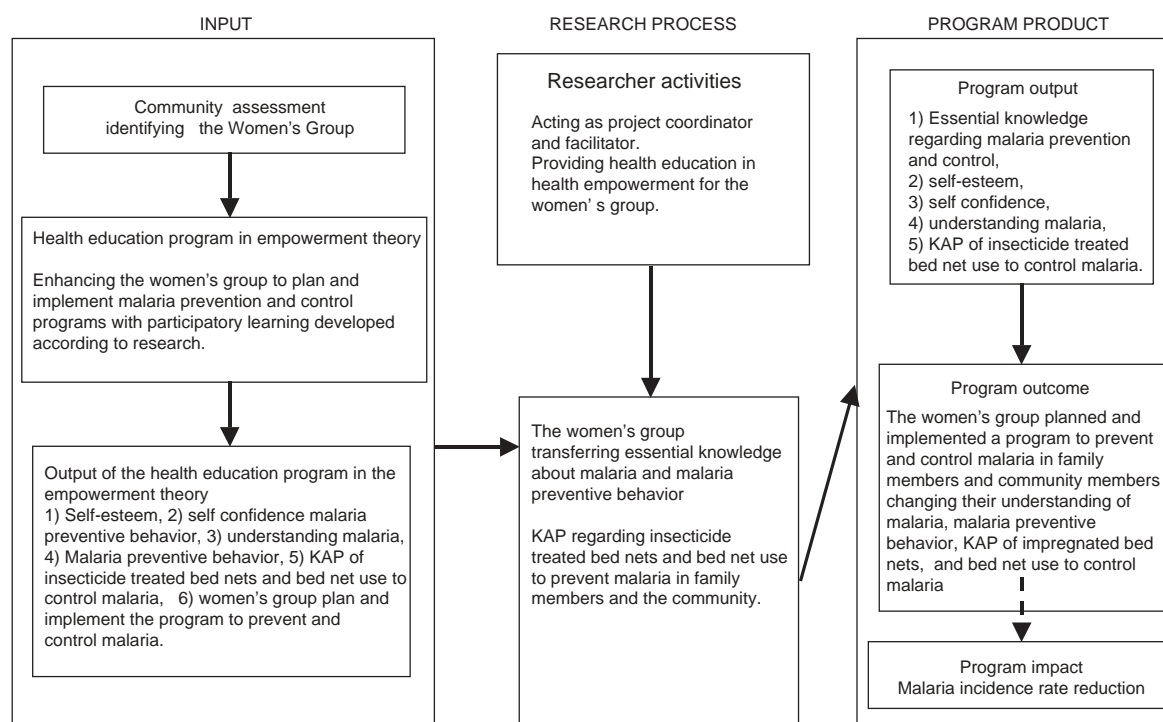 INPUT
Community assessment
identifying the Women's Group
Health education program in empowerment theory
Enhancing the women's group to plan and
implement malaria prevention and control
programs with participatory learning developed
according to research.
Output of the health education program in the
empowerment theory
1) Self-esteem, 2) self confidence malaria
preventive behavior, 3) understanding malaria,
4) Malaria preventive behavior, 5) KAP of
insecticide treated bed nets and bed net use to
control malaria, 6) women's group plan and
implement the program to prevent and
control malaria.
RESEARCH PROCESS
Researcher activities
Acting as project coordinator
and facilitator.
Providing health education in
health empowerment for the
women' s group.
The women's group
transferring essential knowledge
about malaria and malaria
preventive behavior
KAP regarding insecticide
treated bed nets and bed net use
to prevent malaria in family
members and the community.
PROGRAM PRODUCT
Program output
1) Essential knowledge
regarding malaria prevention
and control,
2) self-esteem,
3) self confidence,
4) understanding malaria,
5) KAP of insecticide treated
bed net use to control malaria.
Program outcome
The women's group planned and
implemented a program to prevent
and control malaria in family
members and community members
changing their understanding of
malaria, malaria preventive
behavior, KAP of impregnated bed
nets, and bed net use to control
malaria
Program impact
Malaria incidence rate reduction